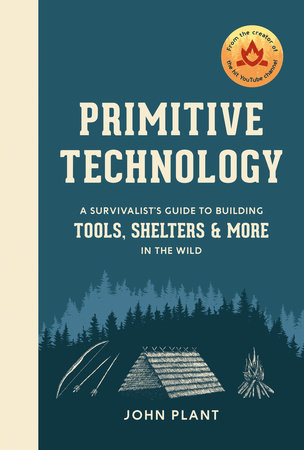 From the creator of
the hit YouTube channel
PRIMITIVE
TECHNOLOGY
A SURVIVALIST'S GUIDE TO BUILDING
TOOLS, SHELTERS & MORE
IN THE WILD
JOHN PLANT